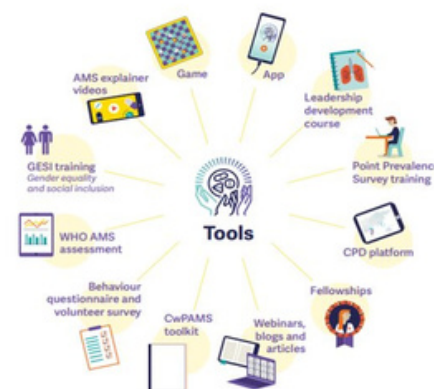 Game
App
AMS explainer
videos
Leadership
development
course
GESI training
Gender equality
and social inclusion
Point Prevalence
Survey training
Tools
WHO AMS
assessment
CPD platform
Behaviour
questionnaire and
volunteer survey
Fellowships
CwPAMS
toolkit
Webinars,
blogs and
articles